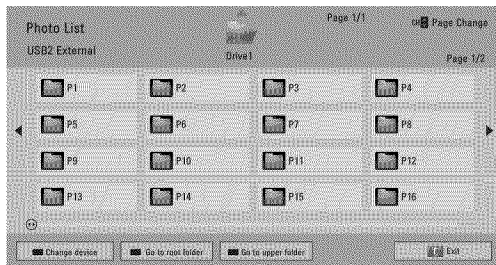 Photo List
Page 1/1
CH Page Change
USB2 External
Drive1
Page 1/2
P1
P2
P3
P4
P5
P6
P7
P8
P9
P10
P11
P12
P13
P14
P15
P16
Change device
Go to root folder
Go to upper folder
Exit